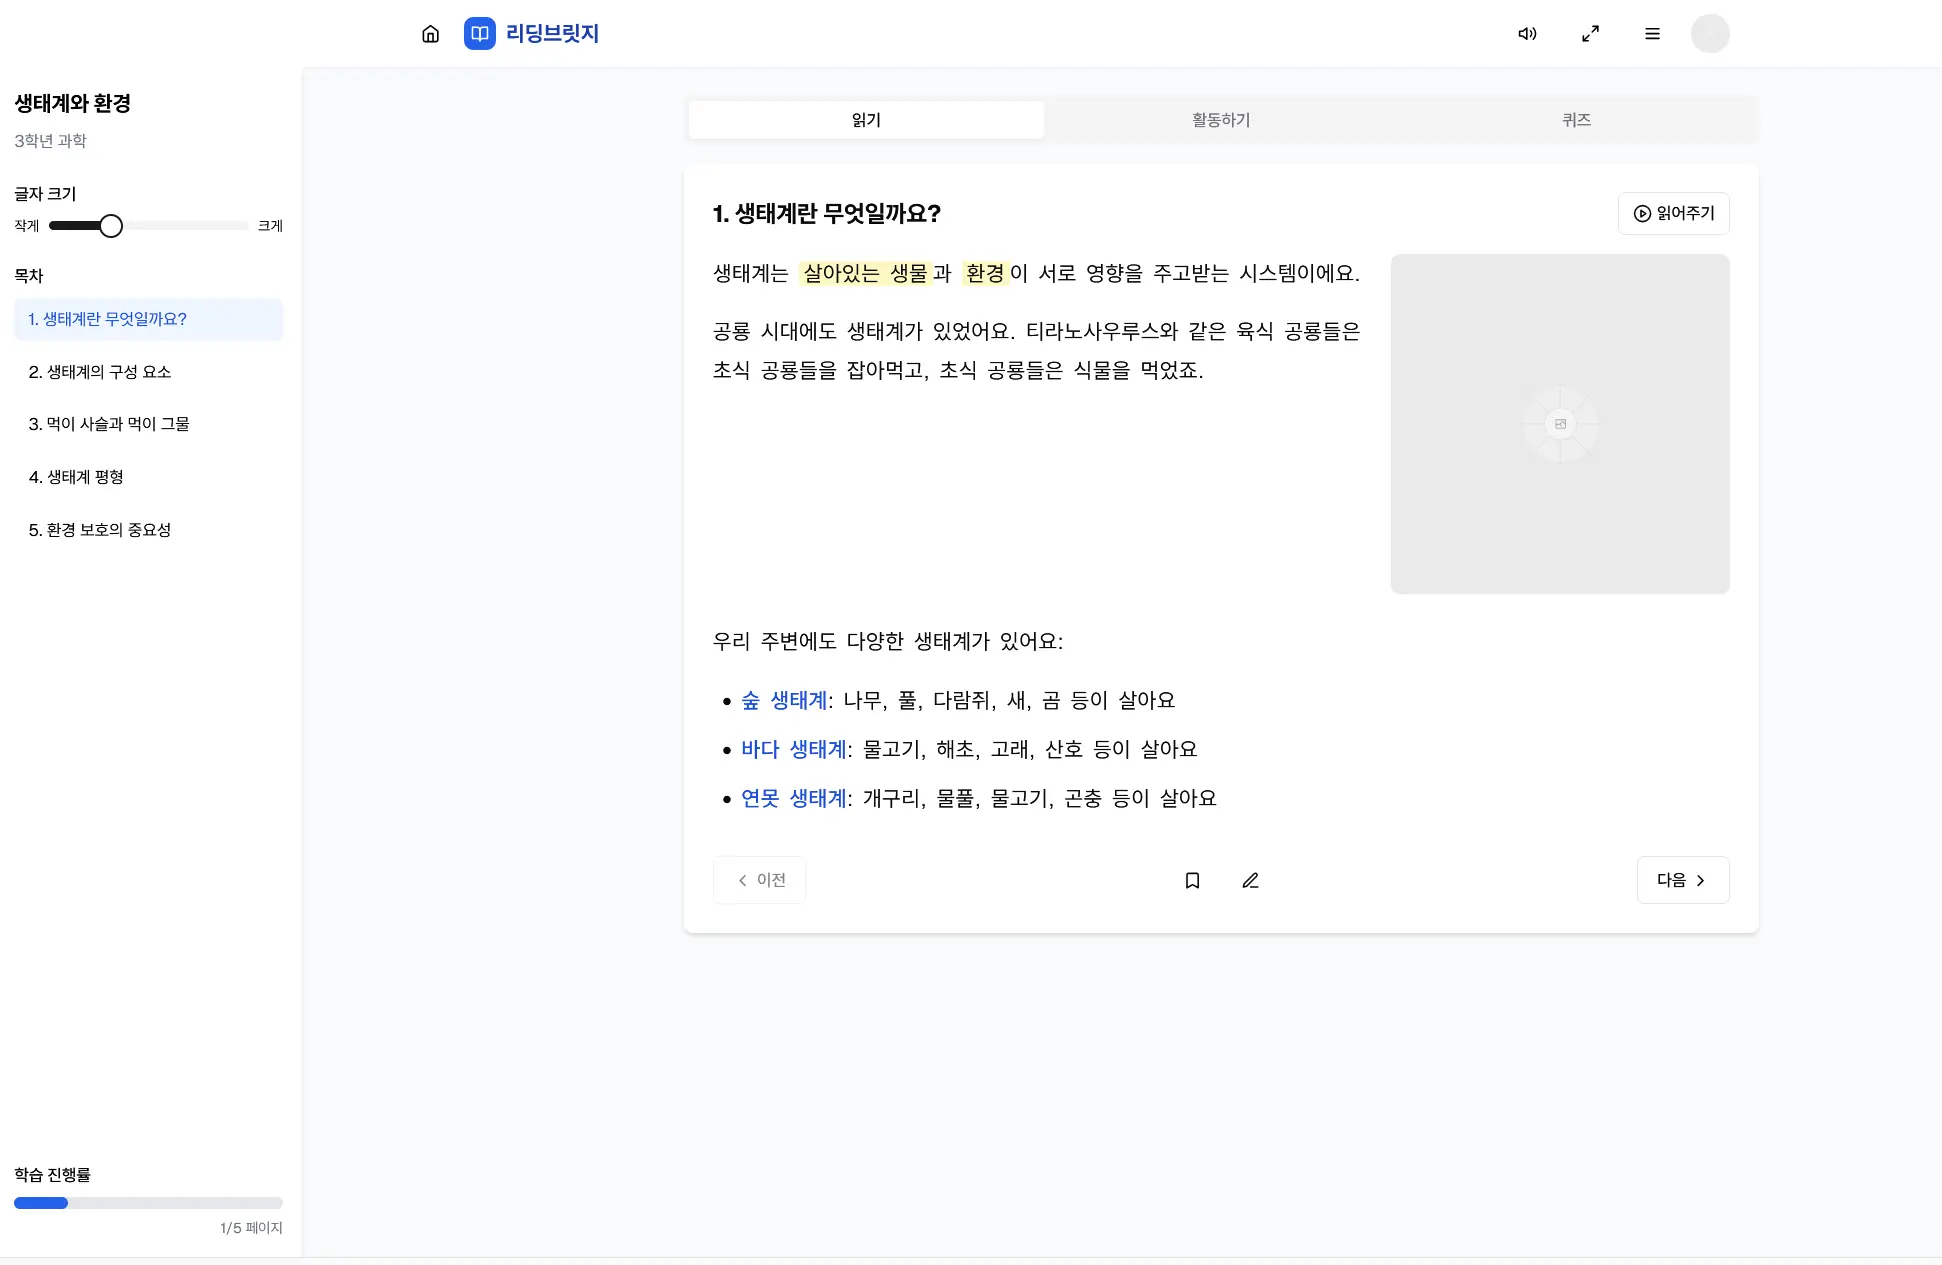 리딩브릿지
생태계와 환경
3학년 과학
글자 크기
작게
크게
목차
1. 생태계란 무엇일까요?
2. 생태계의 구성 요소
3. 먹이 사슬과 먹이 그물
4. 생태계 평형
5. 환경 보호의 중요성
학습 진행률
1/5 페이지
읽기
활동하기
퀴즈
1. 생태계란 무엇일까요?
읽어주기
생태계는 살아있는 생물과 환경이 서로 영향을 주고받는 시스템이에요.
공룡 시대에도 생태계가 있었어요. 티라노사우루스와 같은 육식 공룡들은
초식 공룡들을 잡아먹고, 초식 공룡들은 식물을 먹었죠.
우리 주변에도 다양한 생태계가 있어요:
• 숲 생태계: 나무, 풀, 다람쥐, 새, 곰 등이 살아요
• 바다 생태계: 물고기, 해초, 고래, 산호 등이 살아요
• 연못 생태계: 개구리, 물풀, 물고기, 곤충 등이 살아요
이전
다음